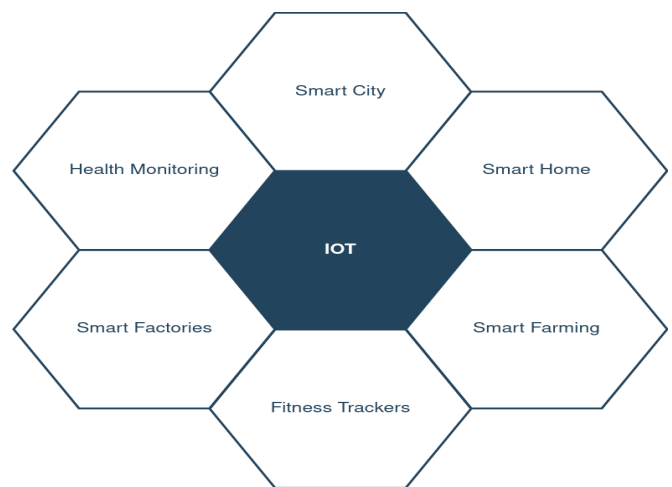 Smart City
Health Monitoring
Smart Home
IOT
Smart Factories
Smart Farming
Fitness Trackers